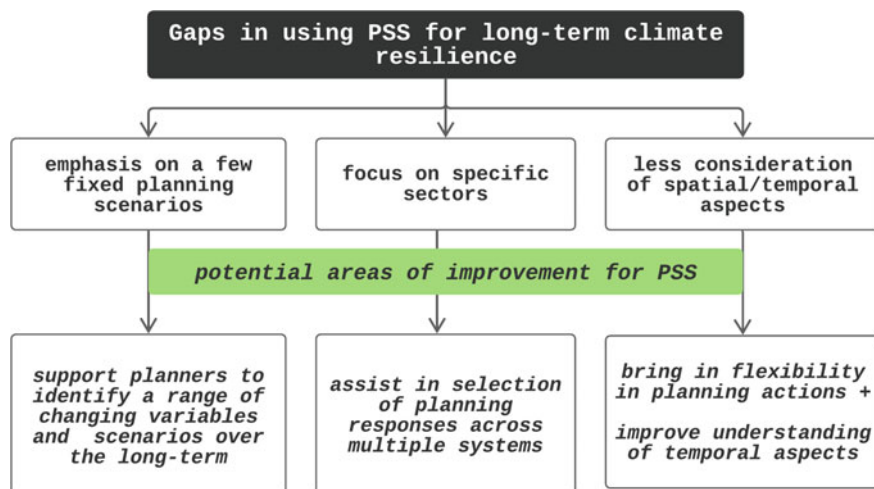 Gaps in using PSS for long-term climate
resilience
emphasis on a few
fixed planning
scenarios
focus on specific
sectors
less consideration
of spatial/temporal
aspects
potential areas of improvement for PSS
support planners to
identify a range of
changing variables
and scenarios over
the long-term
assist in selection
of planning
responses across
multiple systems
bring in flexibility
in planning actions +
improve understanding
of temporal aspects